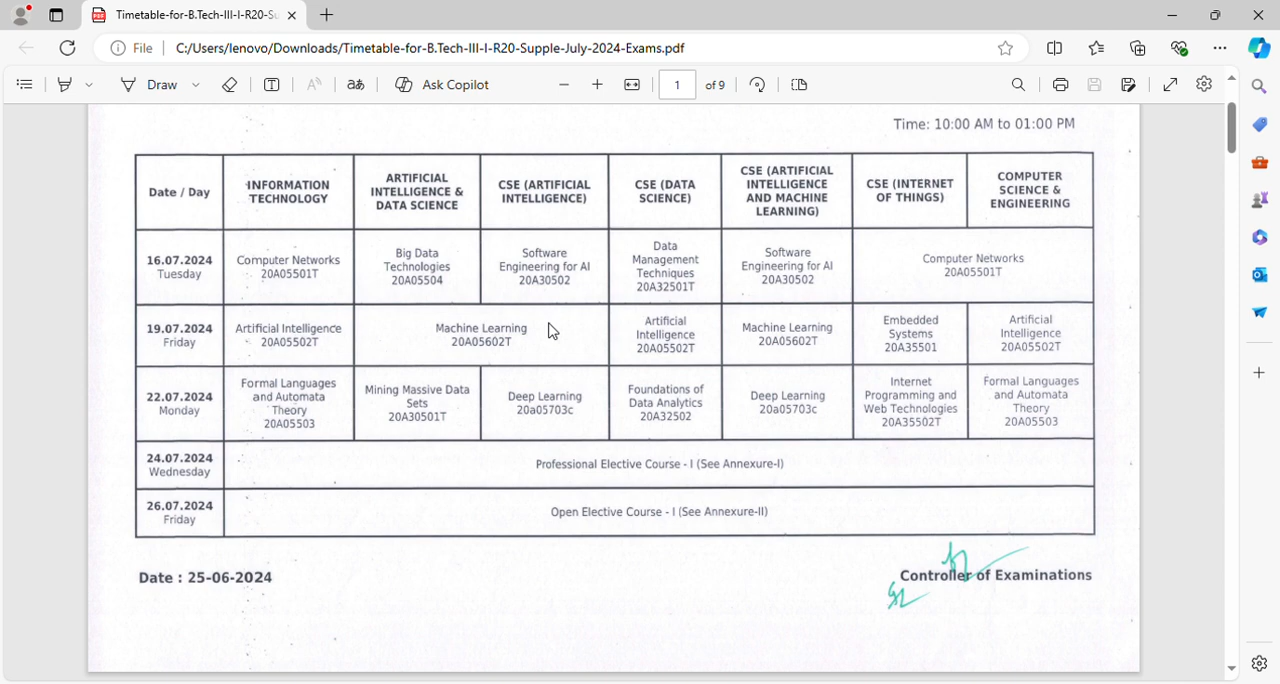 Timetable-for-B.Tech-III-I-R20-Su
File
C:/Users/lenovo/Downloads/Timetable-for-B.Tech-III-I-R20-Supple-July-2024-Exams.pdf
Draw
Ask Copilot
1
of 9
Time: 10:00 AM to 01:00 PM
Date / Day
INFORMATION
TECHNOLOGY
ARTIFICIAL
INTELLIGENCE &
DATA SCIENCE
CSE (ARTIFICIAL
INTELLIGENCE)
CSE (DATA
SCIENCE)
CSE (ARTIFICIAL
INTELLIGENCE
AND MACHINE
LEARNING)
CSE (INTERNET
OF THINGS)
COMPUTER
SCIENCE &
ENGINEERING
16.07.2024
Tuesday
Computer Networks
20A05501T
Big Data
Technologies
20A05504
Software
Engineering for AI
20A30502
Data
Management
Techniques
20A32501T
Software
Engineering for AI
20A30502
Computer Networks
20A05501T
19.07.2024
Friday
Artificial Intelligence
20A05502T
Machine Learning
20A05602T
Artificial
Intelligence
20A05502T
Machine Learning
20A05602T
Embedded
Systems
20A35501
Artificial
Intelligence
20A05502T
22.07.2024
Monday
Formal Languages
and Automata
Theory
20A05503
Mining Massive Data
Sets
20A30501T
Deep Learning
20a05703c
Foundations of
Data Analytics
20A32502
Deep Learning
20a05703c
Internet
Programming and
Web Technologies
20A35502T
Formal Languages
and Automata
Theory
20A05503
24.07.2024
Wednesday
Professional Elective Course - I (See Annexure-I)
26.07.2024
Friday
Open Elective Course - I (See Annexure-II)
Date : 25-06-2024
Controller of Examinations